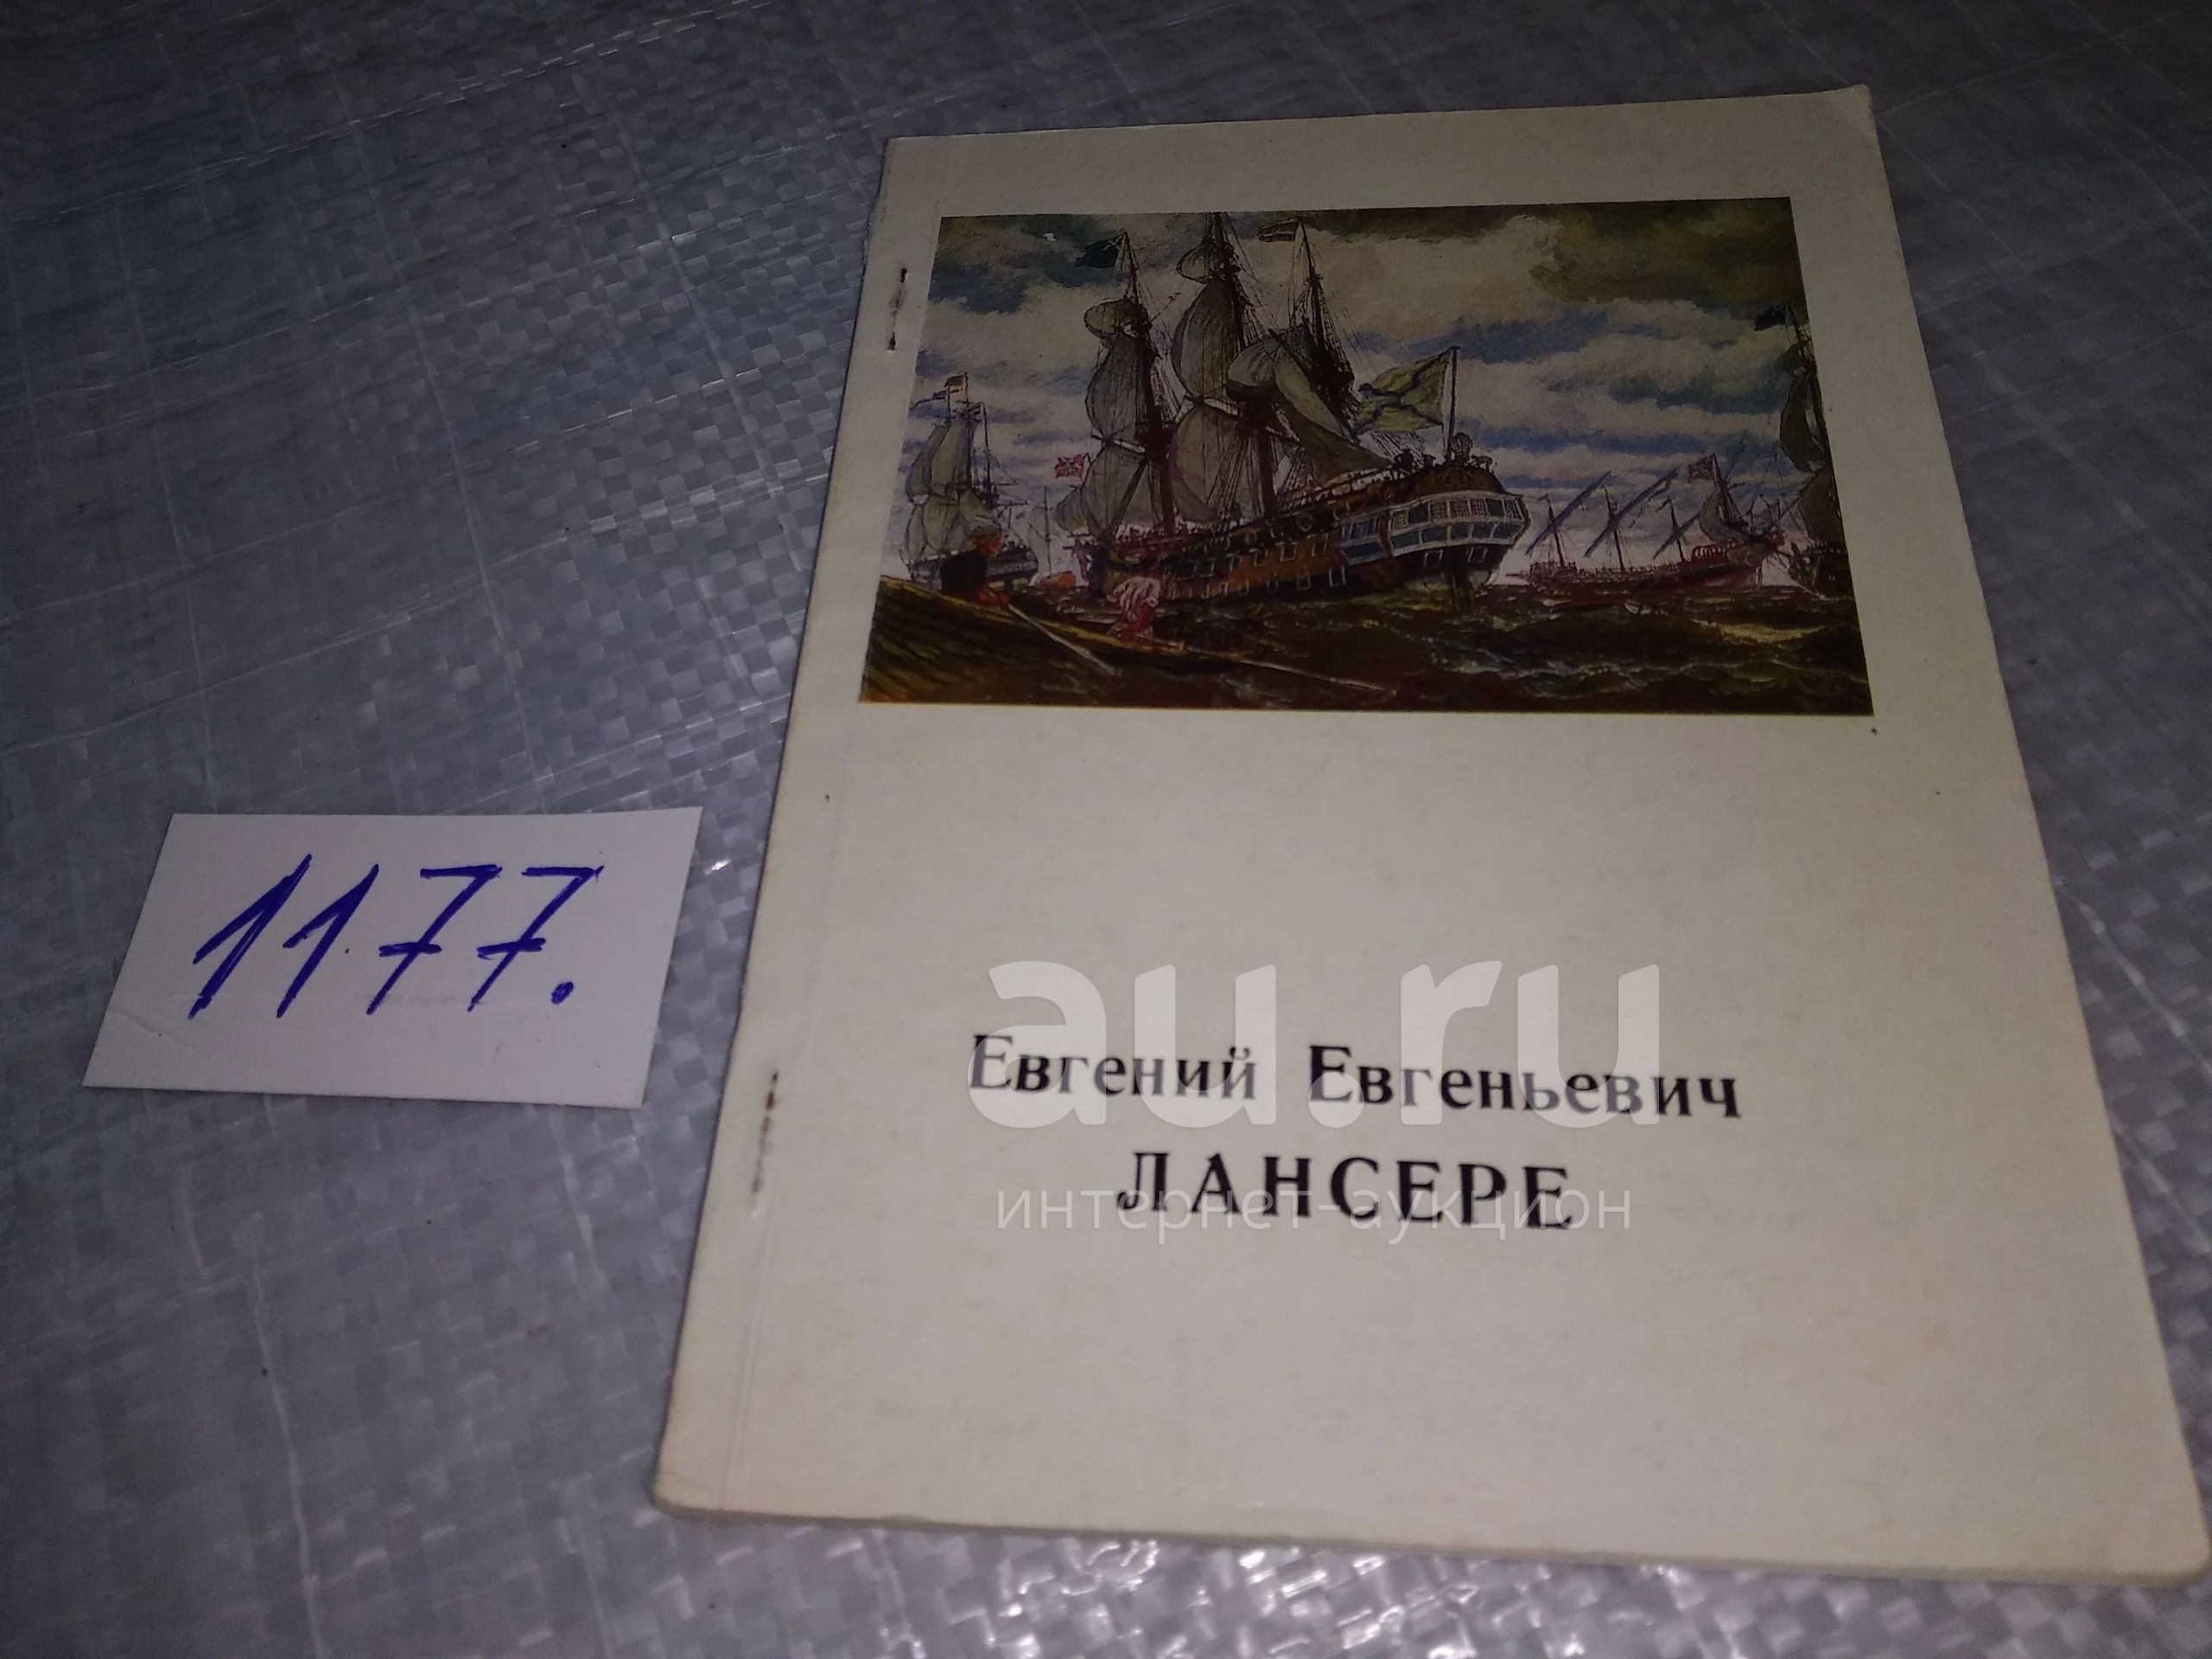 1177.
au.ru
Евгений Евгеньевич
ЛАНСЕРЕ
интернет-аукцион